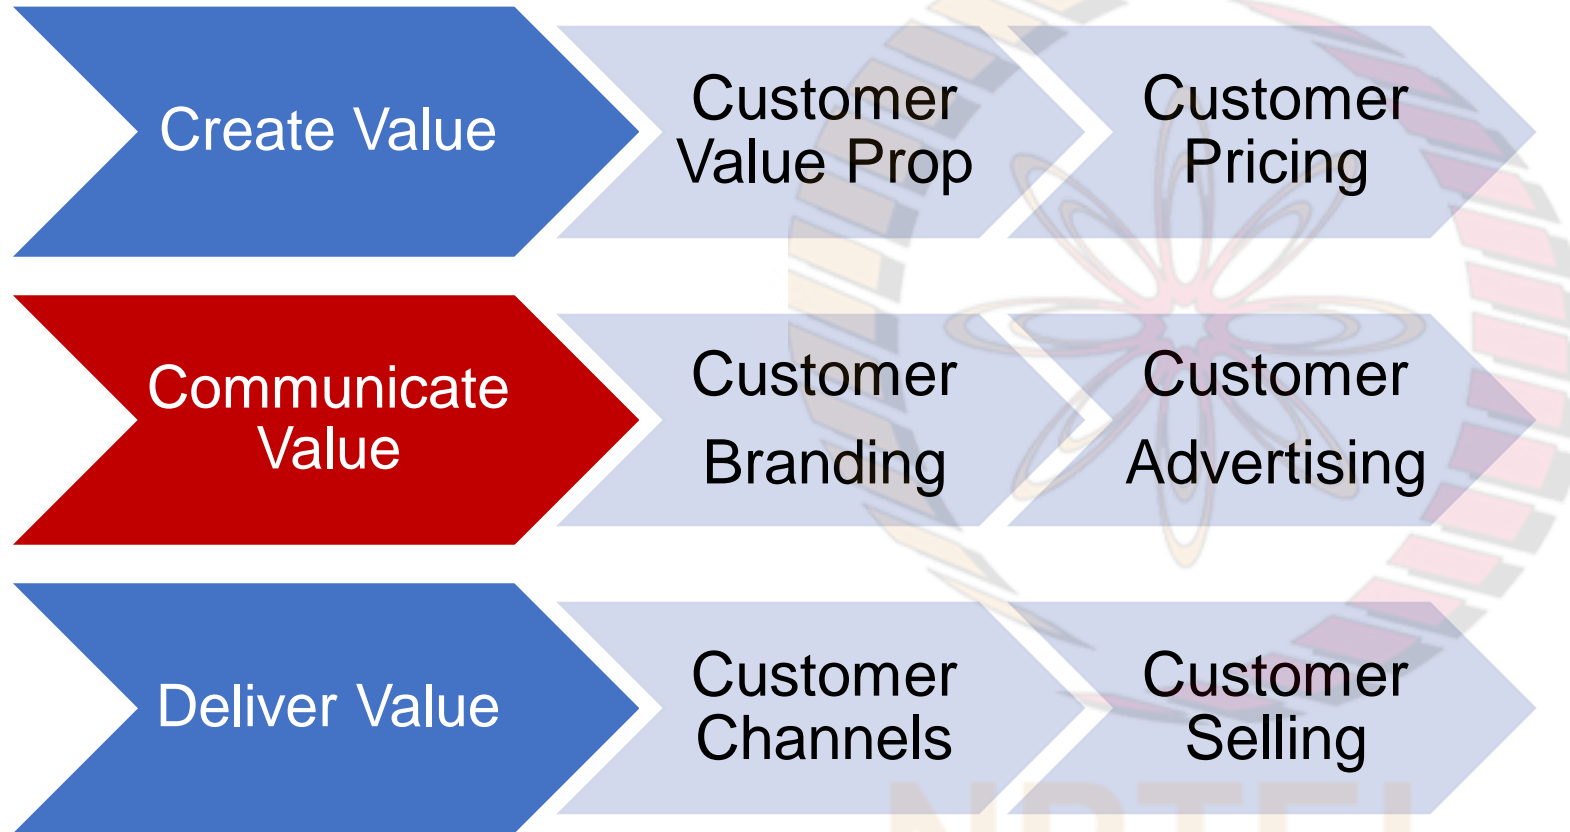 Create Value
Customer
Value Prop
Customer
Pricing
Communicate
Value
Customer
Branding
Customer
Advertising
Deliver Value
Customer
Channels
Customer
Selling
NPTEL